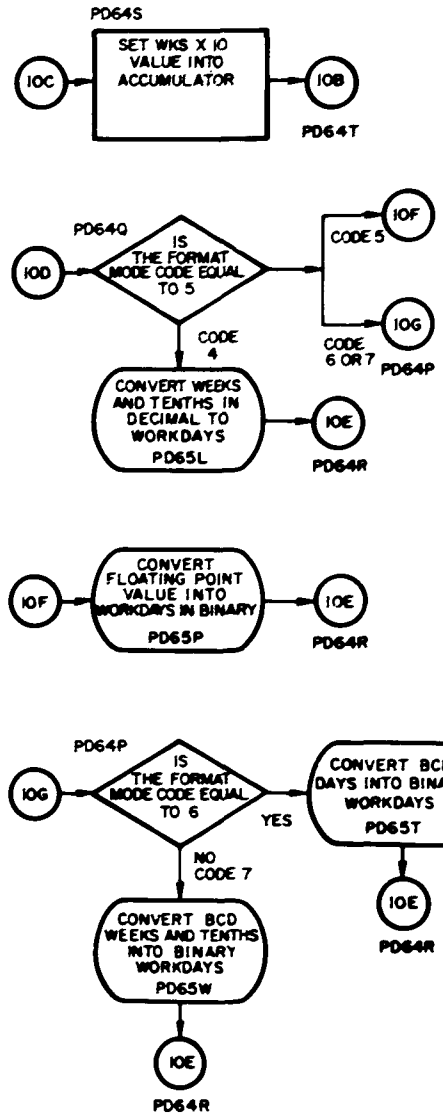 PD64S
SET WKS X 10
VALUE INTO
ACCUMULATOR
10C
10B
PD64T
PD64Q
IS
THE FORMAT
MODE CODE EQUAL
TO 5
10D
10F
CODE 5
10G
CODE
6 OR 7
PD64P
CODE
4
CONVERT WEEKS
AND TENTHS IN
DECIMAL TO
WORKDAYS
PD65L
10E
PD64R
10F
CONVERT
FLOATING POINT
VALUE INTO
WORKDAYS IN BINARY
PD65P
10E
PD64R
PD64P
IS
THE FORMAT
MODE CODE EQUAL
TO 6
10G
YES
CONVERT BC
DAYS INTO BINA
WORKDAYS
PD65T
10E
PD64R
NO
CODE 7
CONVERT BCD
WEEKS AND TENTHS
INTO BINARY
WORKDAYS
PD65W
10E
PD64R